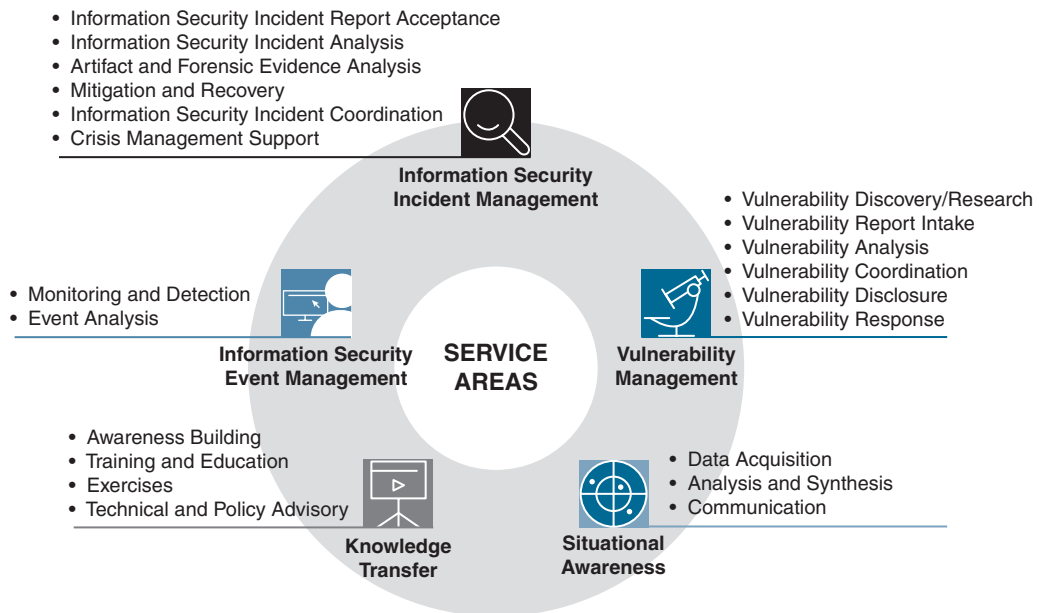 • Information Security Incident Report Acceptance
• Information Security Incident Analysis
• Artifact and Forensic Evidence Analysis
• Mitigation and Recovery
• Information Security Incident Coordination
• Crisis Management Support
Information Security
Incident Management
• Vulnerability Discovery/Research
• Vulnerability Report Intake
• Vulnerability Analysis
• Vulnerability Coordination
• Vulnerability Disclosure
• Vulnerability Response
Vulnerability
Management
• Monitoring and Detection
• Event Analysis
Information Security
Event Management
SERVICE
AREAS
• Awareness Building
• Training and Education
• Exercises
• Technical and Policy Advisory
Knowledge
Transfer
• Data Acquisition
• Analysis and Synthesis
• Communication
Situational
Awareness